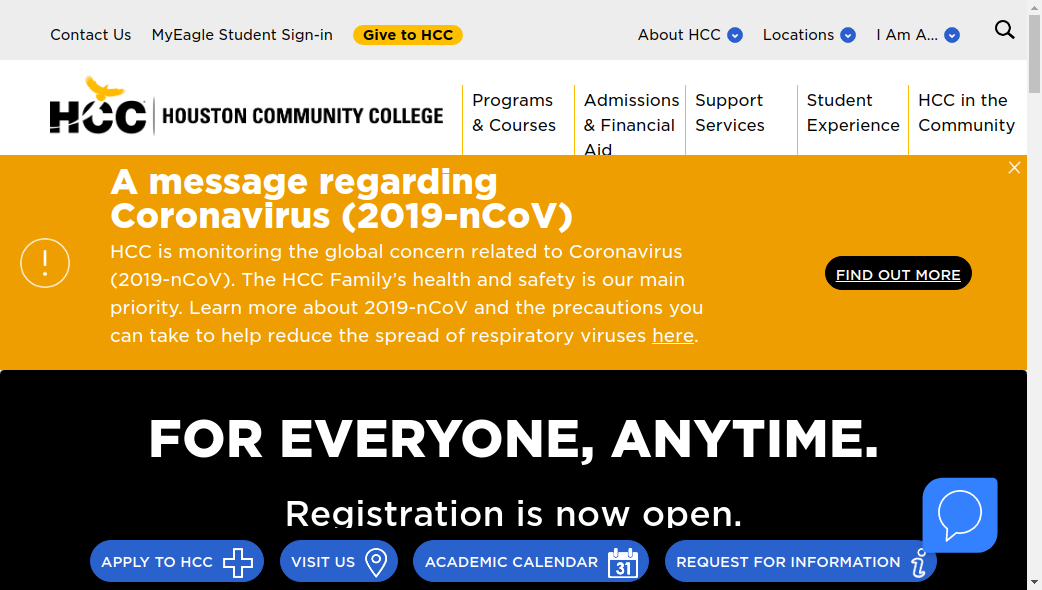 Contact Us MyEagle Student Sign-in Give to HCC About HCC Locations I Am A...
HCC HOUSTON COMMUNITY COLLEGE
Programs
& Courses
Admissions
& Financial
Aid
Support
Services
Student
Experience
HCC in the
Community
A message regarding
Coronavirus (2019-nCoV)
HCC is monitoring the global concern related to Coronavirus
(2019-nCoV). The HCC Family's health and safety is our main
priority. Learn more about 2019-nCoV and the precautions you
can take to help reduce the spread of respiratory viruses here.
FIND OUT MORE
FOR EVERYONE, ANYTIME.
Registration is now open.
APPLY TO HCC VISIT US ACADEMIC CALENDAR 31 REQUEST FOR INFORMATION